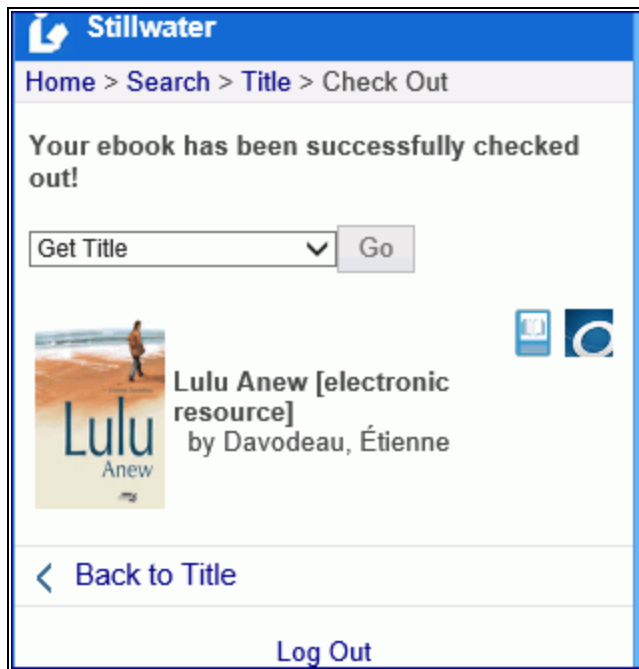 Stillwater
Home > Search > Title > Check Out
Your ebook has been successfully checked
out!
Get Title
Go
Lulu
Anew
Lulu Anew [electronic
resource]
by Davodeau, Étienne
< Back to Title
Log Out